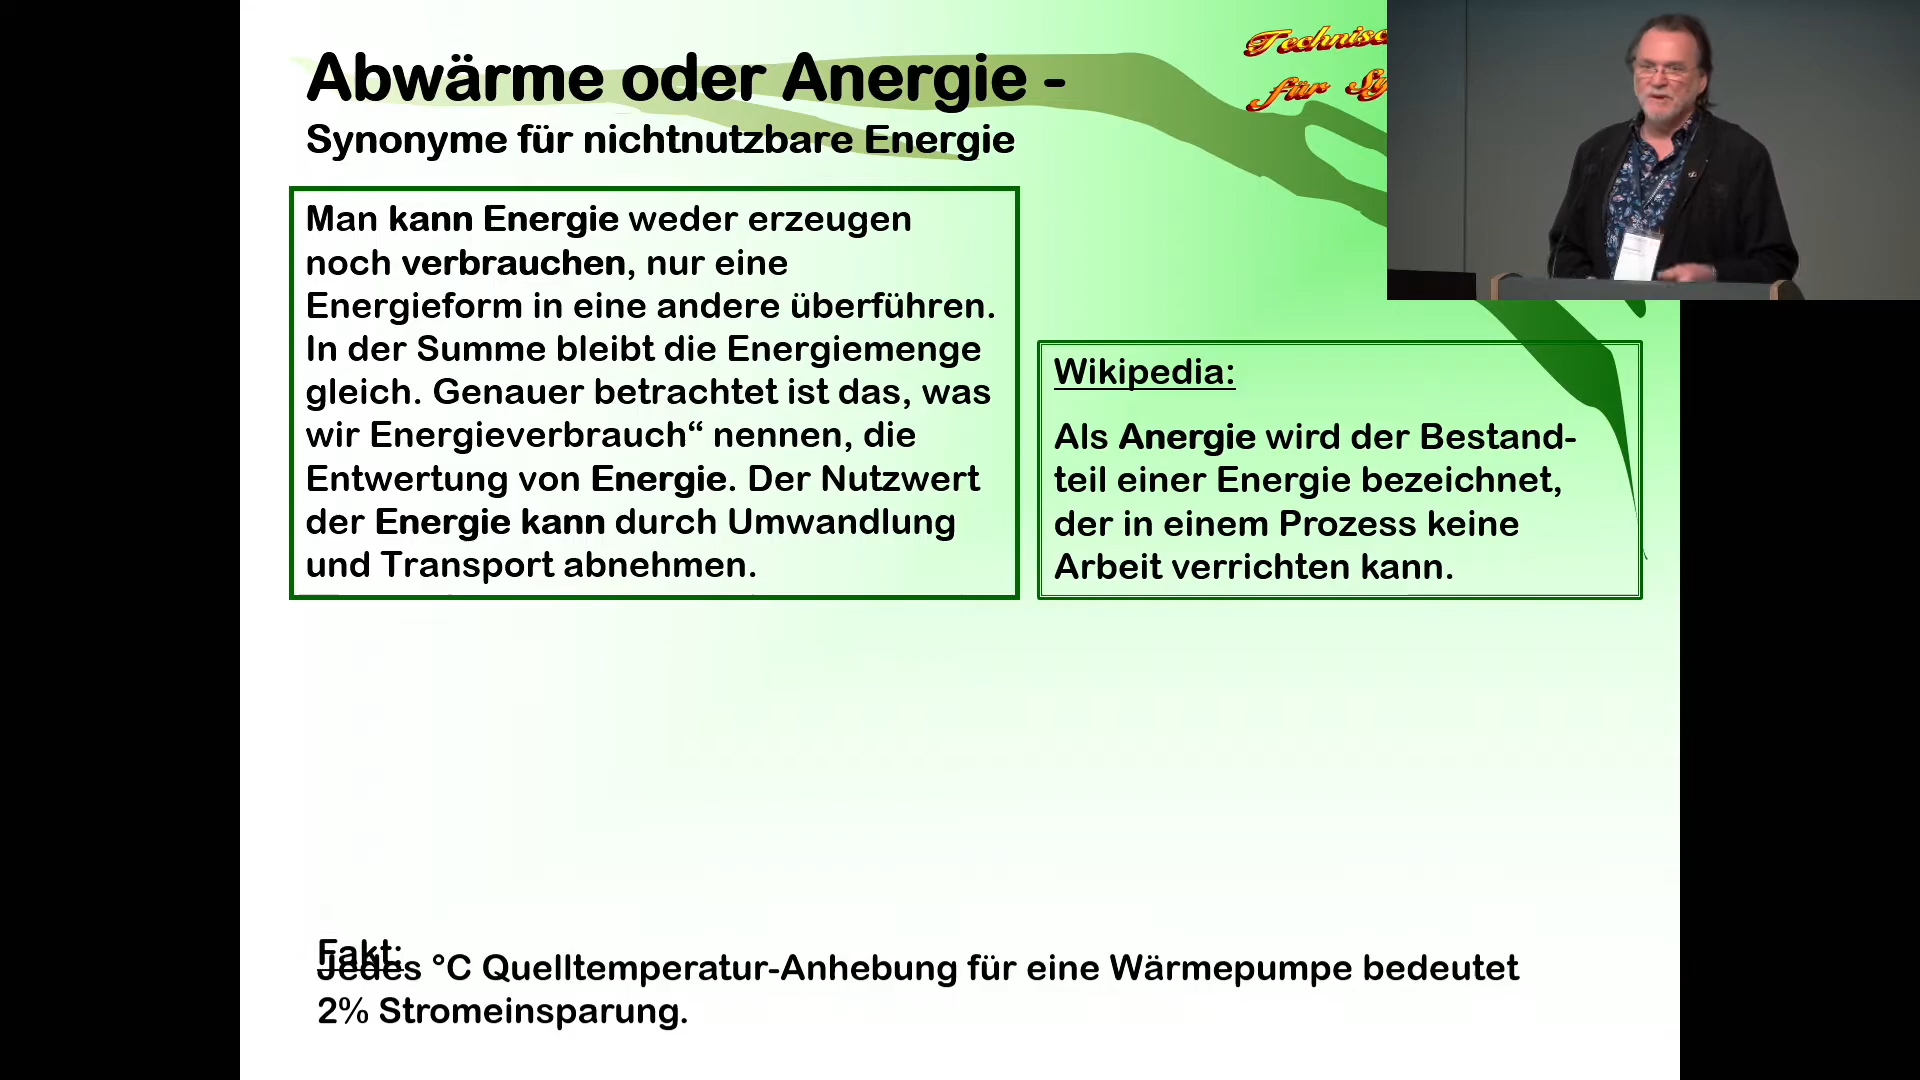 Abwärme oder Anergie -
Synonyme für nichtnutzbare Energie
Man kann Energie weder erzeugen
noch verbrauchen, nur eine
Energieform in eine andere überführen.
In der Summe bleibt die Energiemenge
gleich. Genauer betrachtet ist das, was
wir Energieverbrauch“ nennen, die
Entwertung von Energie. Der Nutzwert
der Energie kann durch Umwandlung
und Transport abnehmen.
Wikipedia:
Als Anergie wird der Bestand-
teil einer Energie bezeichnet,
der in einem Prozess keine
Arbeit verrichten kann.
Fakt:
Jedes °C Quelltemperatur-Anhebung für eine Wärmepumpe bedeutet
2% Stromeinsparung.
für